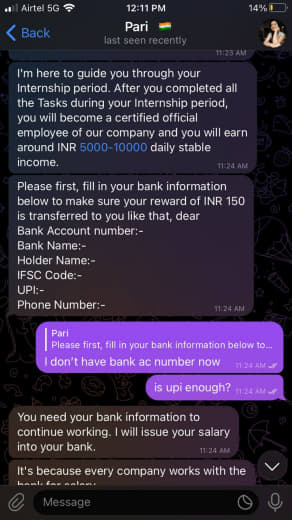 Airtel 5G 12:11 PM 14%
Back Pari 🇮🇳
last seen recently
11:23 AM
I'm here to guide you through your
Internship period. After you completed all
the Tasks during your Internship period,
you will become a certified official
employee of our company and you will earn
around INR 5000-10000 daily stable
income. 11:24 AM
Please first, fill in your bank information
below to make sure your reward of INR 150
is transferred to you like that, dear
Bank Account number:-
Bank Name:-
Holder Name:-
IFSC Code:-
UPI:-
Phone Number:- 11:24 AM
Pari
Please first, fill in your bank information below to...
I don't have bank ac number now 11:24 AM
is upi enough? 11:24 AM
You need your bank information to
continue working. I will issue your salary
into your bank. 11:24 AM
It's because every company works with the
bank for salary
Message